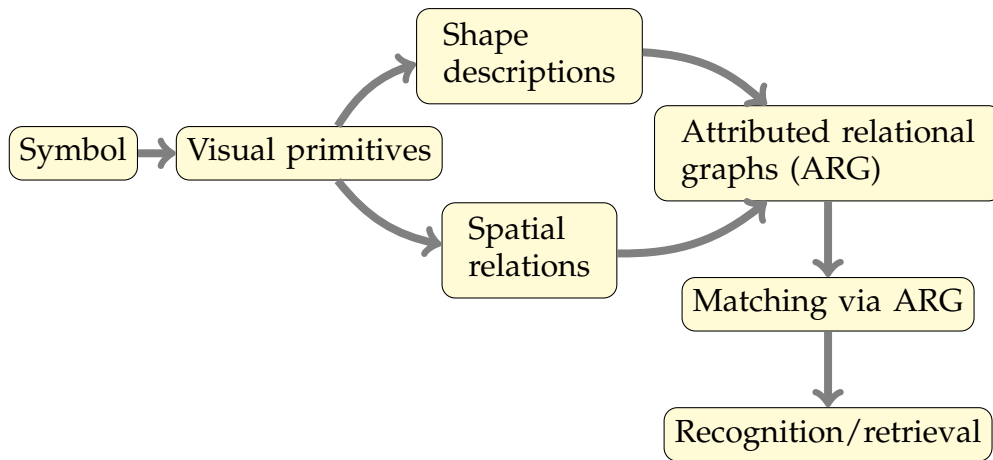 Symbol
Visual primitives
Shape
descriptions
Spatial
relations
Attributed relational
graphs (ARG)
Matching via ARG
Recognition/retrieval